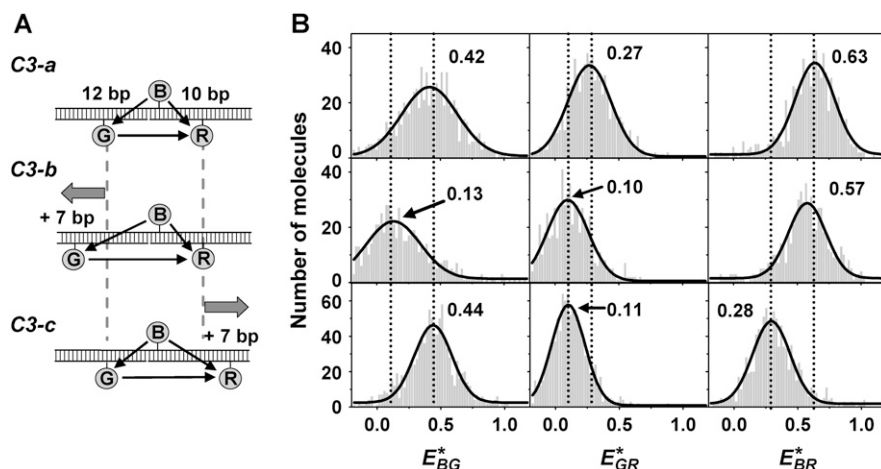 A
C3-a
12 bp
B
10 bp
G
R
C3-b
+ 7 bp
B
G
R
C3-c
+ 7 bp
B
G
R
B
Number of molecules
40
20
0
0.42
0.27
0.63
40
20
0
0.13
0.10
0.57
60
40
20
0
0.44
0.11
0.28
0.0 0.5 1.0
0.0 0.5 1.0
0.0 0.5 1.0
E*BG
E*GR
E*BR